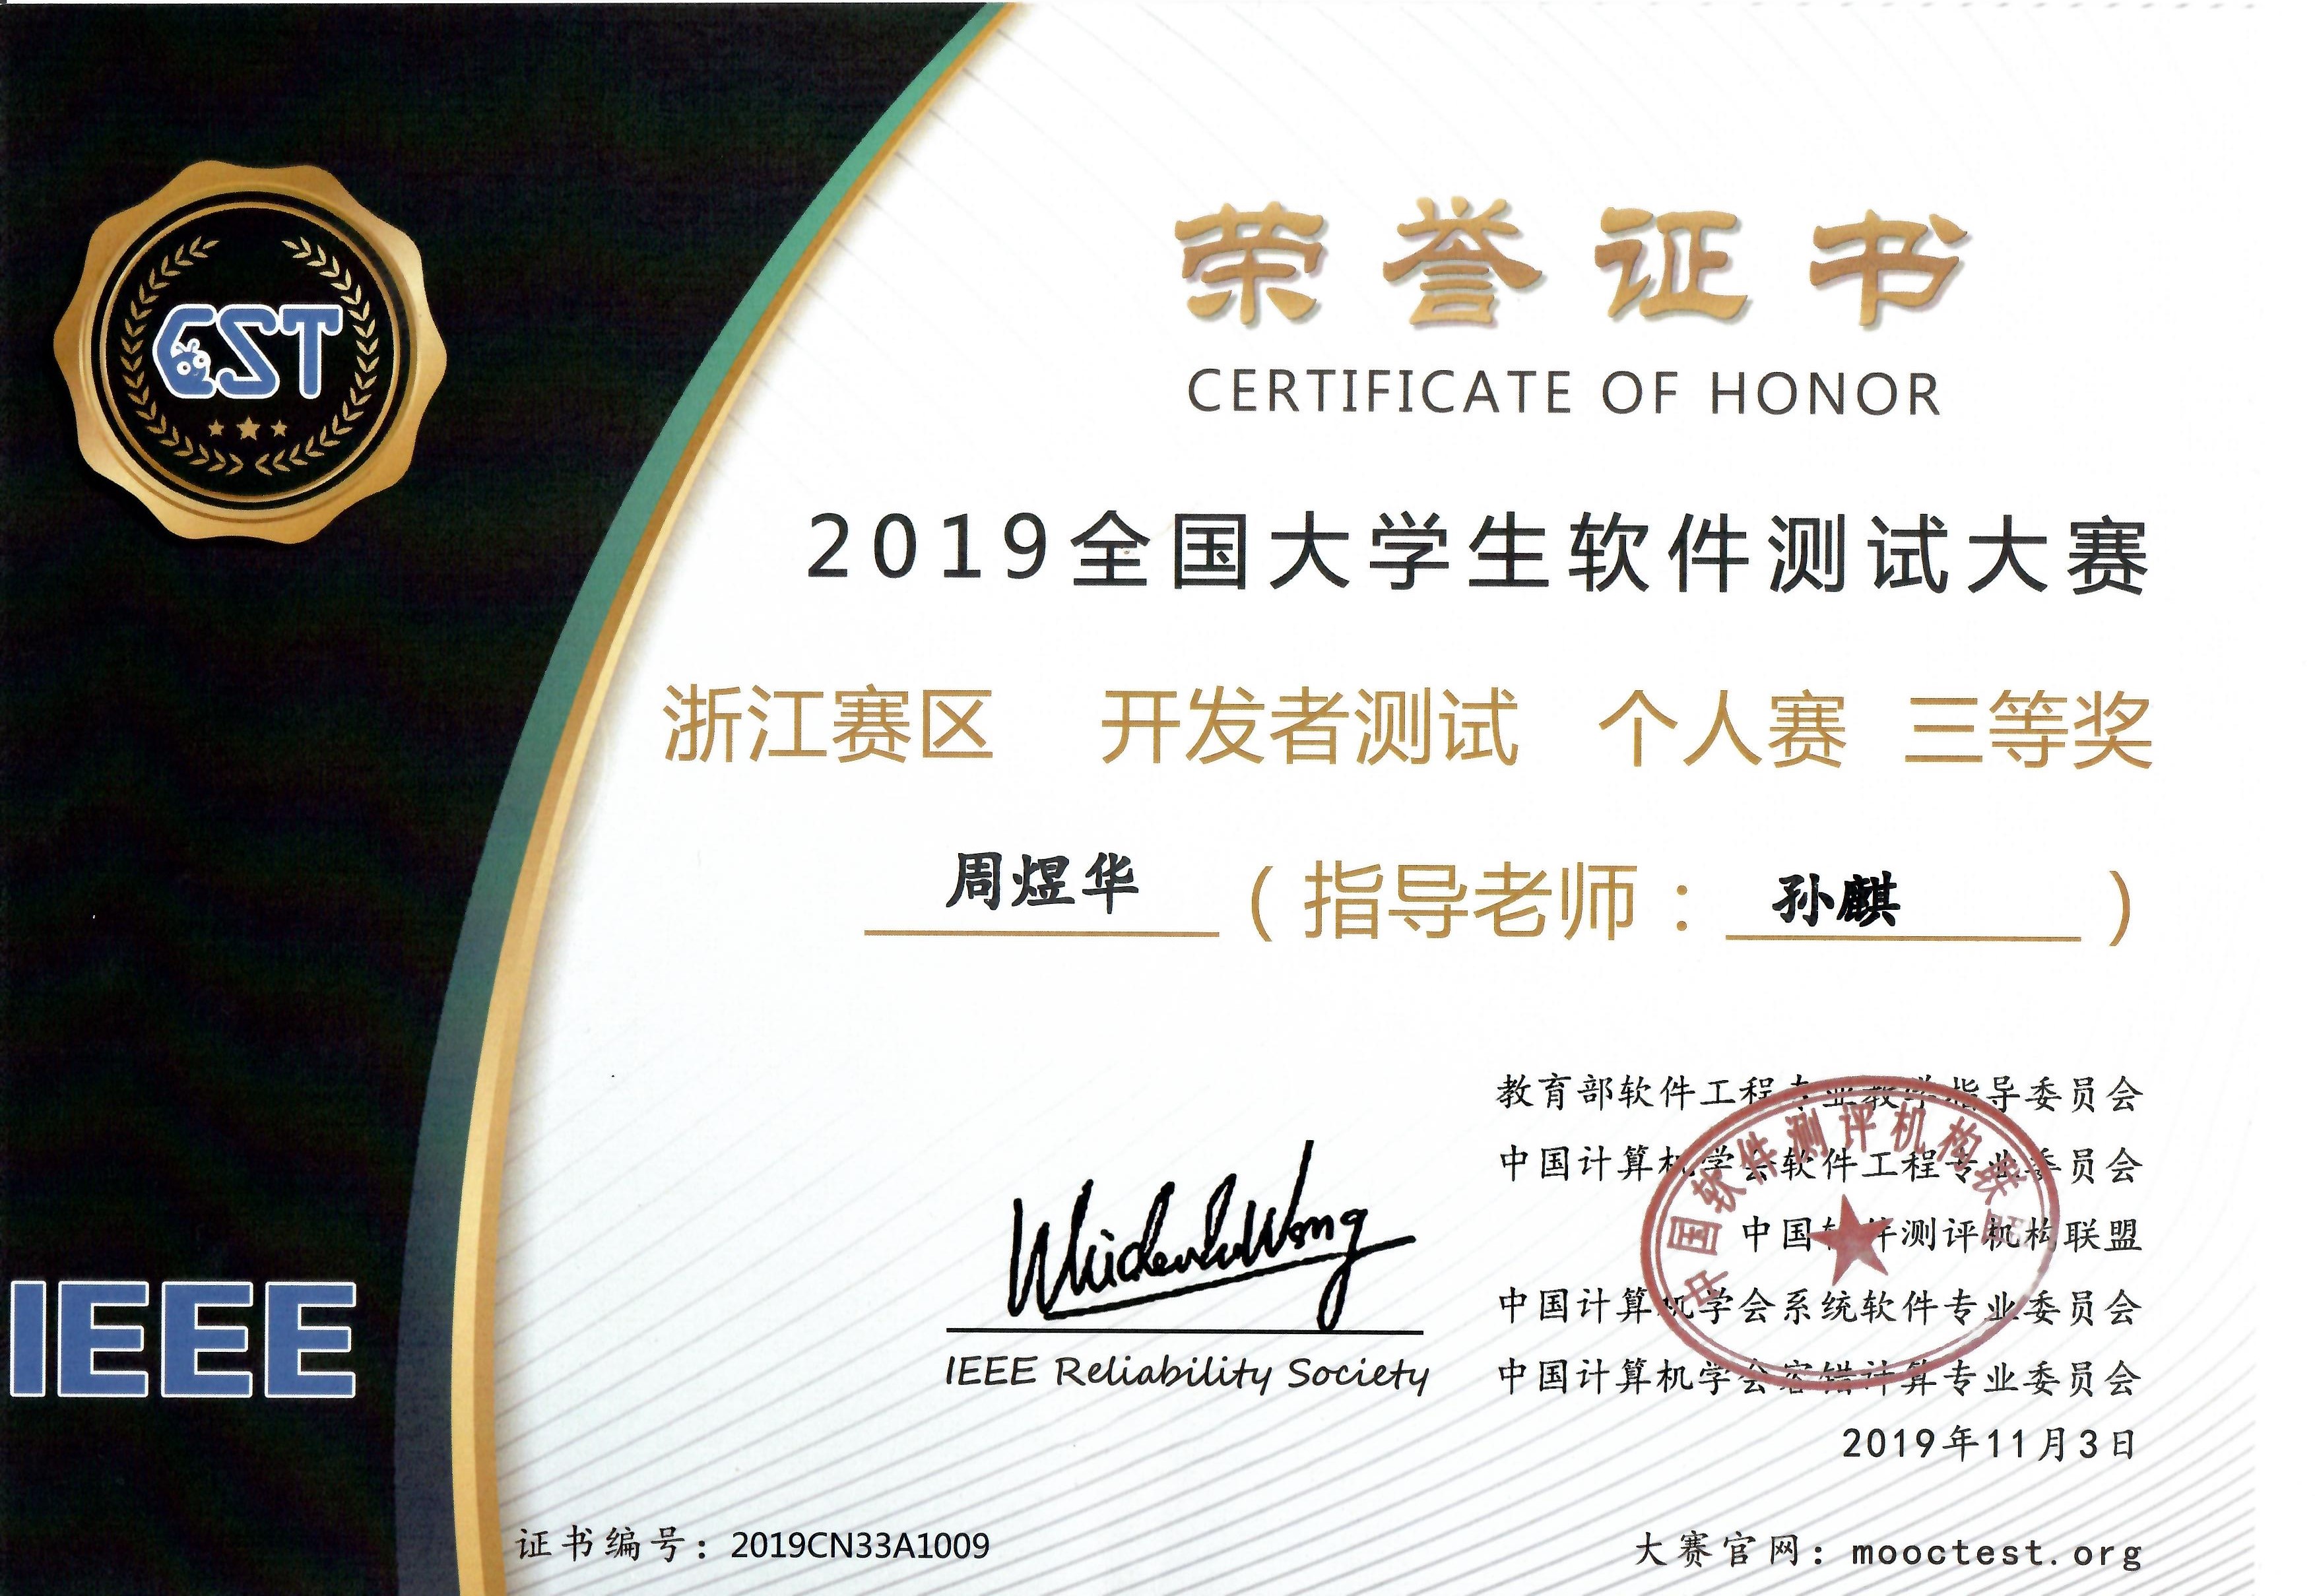 荣誉证书
CERTIFICATE OF HONOR
2019全国大学生软件测试大赛
浙江赛区 开发者测试 个人赛 三等奖
周煜华（指导老师：孙麒）
教育部软件工程专业教学指导委员会
中国计算机学会软件工程专业委员会
中国软件测评机构联盟
中国计算机学会系统软件专业委员会
中国计算机学会容错计算专业委员会
2019年11月3日
中国软件测评机构联盟
IEEE Reliability Society
IEEE
证书编号：2019CN33A1009
大赛官网：mooctest.org